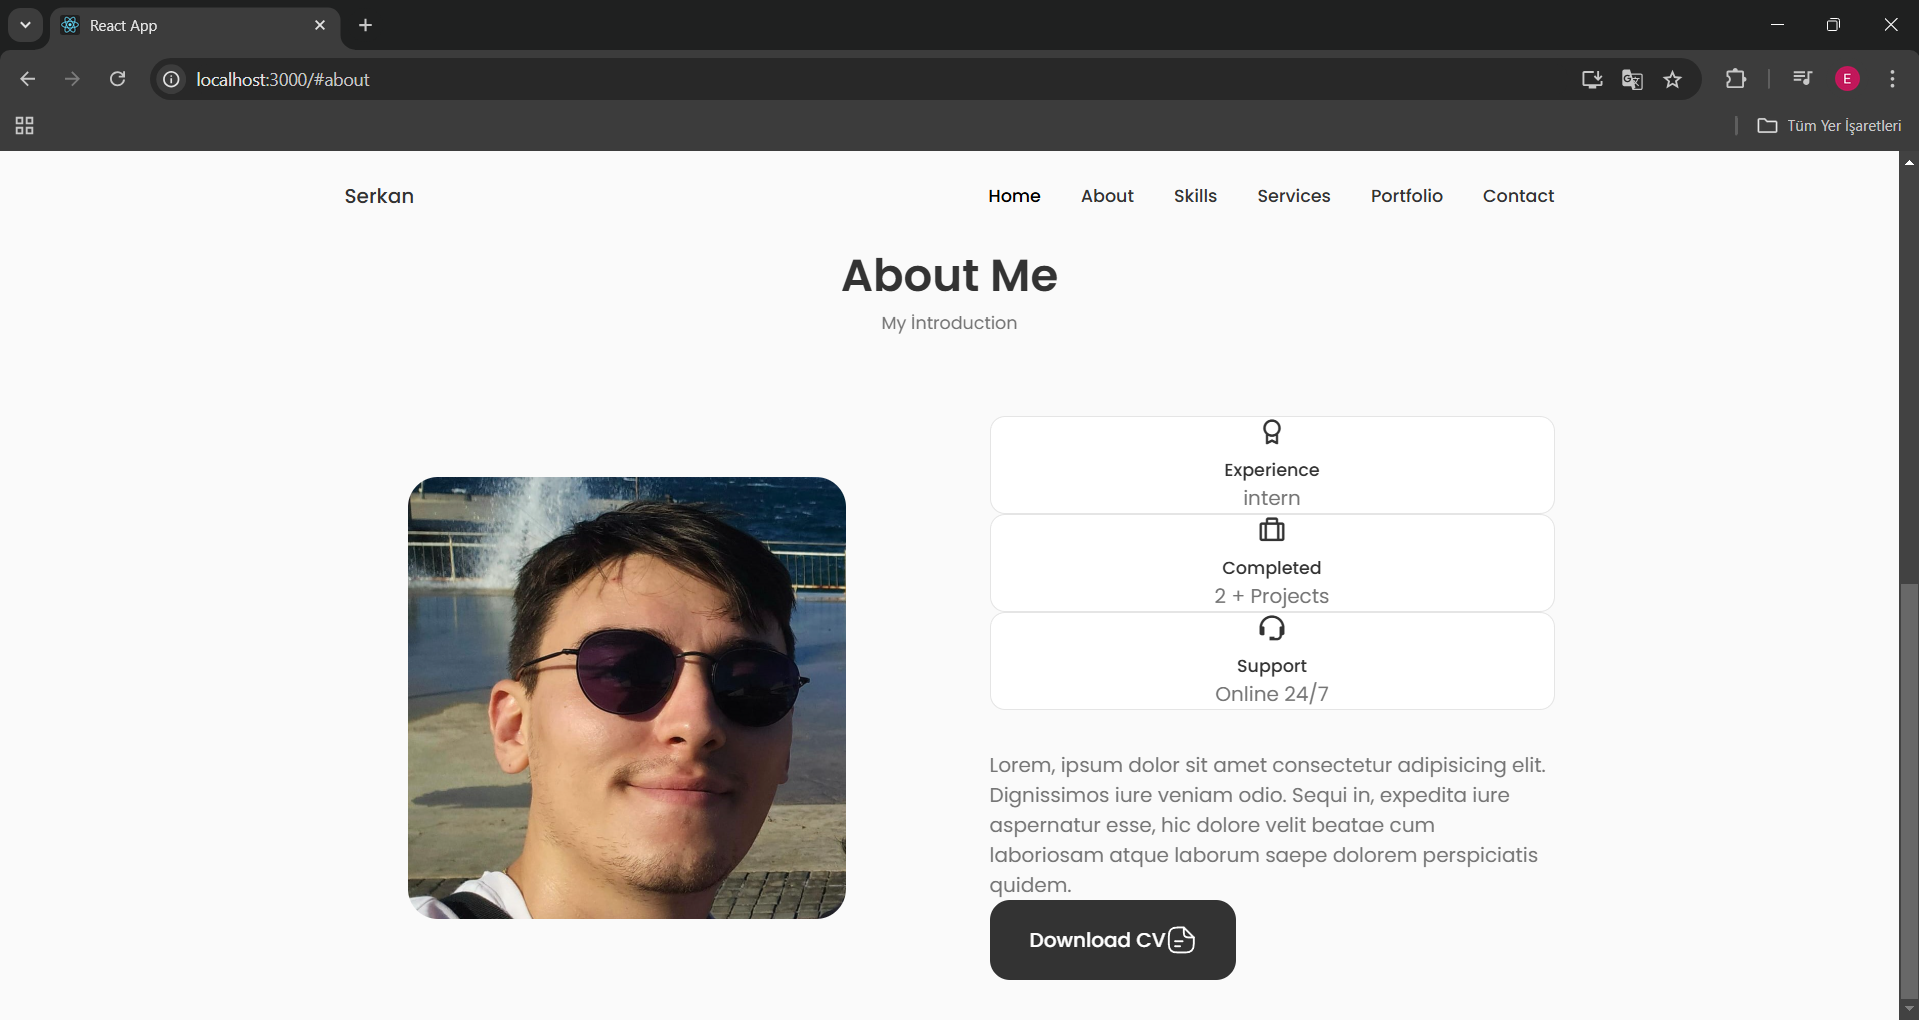 React App
localhost:3000/#about
E
Tüm Yer İşaretleri
Serkan
Home About Skills Services Portfolio Contact
About Me
My İntroduction
Experience
intern
Completed
2 + Projects
Support
Online 24/7
Lorem, ipsum dolor sit amet consectetur adipisicing elit.
Dignissimos iure veniam odio. Sequi in, expedita iure
aspernatur esse, hic dolore velit beatae cum
laboriosam atque laborum saepe dolorem perspiciatis
quidem.
Download CV